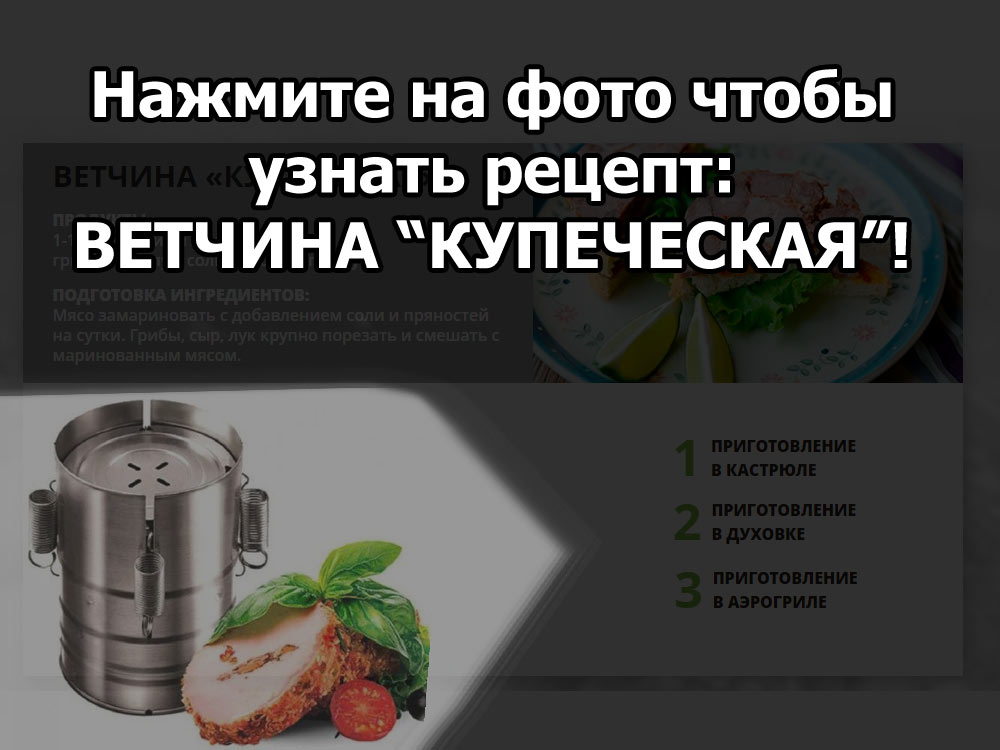 Нажмите на фото чтобы
узнать рецепт:
ВЕТЧИНА “КУПЕЧЕСКАЯ”!
ВЕТЧИНА
ПОДГОТОВКА ИНГРЕДИЕНТОВ:
Мясо замариновать с добавлением соли и пряностей
на сутки. Грибы, сыр, лук крупно порезать и смешать с
маринованным мясом.
1 ПРИГОТОВЛЕНИЕ
В КАСТРЮЛЕ
2 ПРИГОТОВЛЕНИЕ
В ДУХОВКЕ
3 ПРИГОТОВЛЕНИЕ
В АЭРОГРИЛЕ